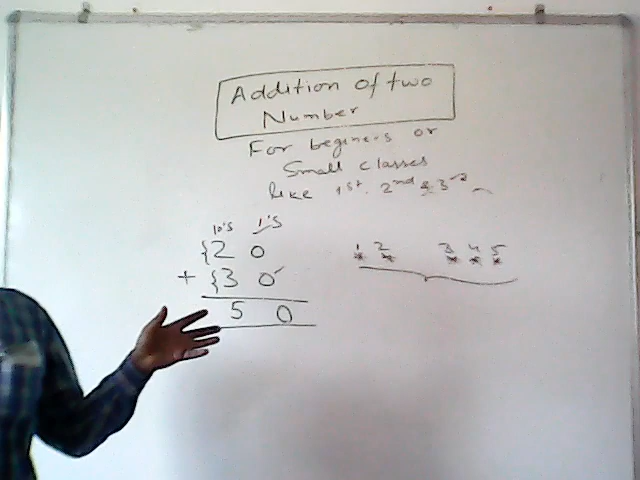 Addition of two
Number
For beginers or
Small classes
like 1st, 2nd & 3rd
10's 1's
{2 0
+ {3 0
5 0
1 2 3 4 5
* * * * *